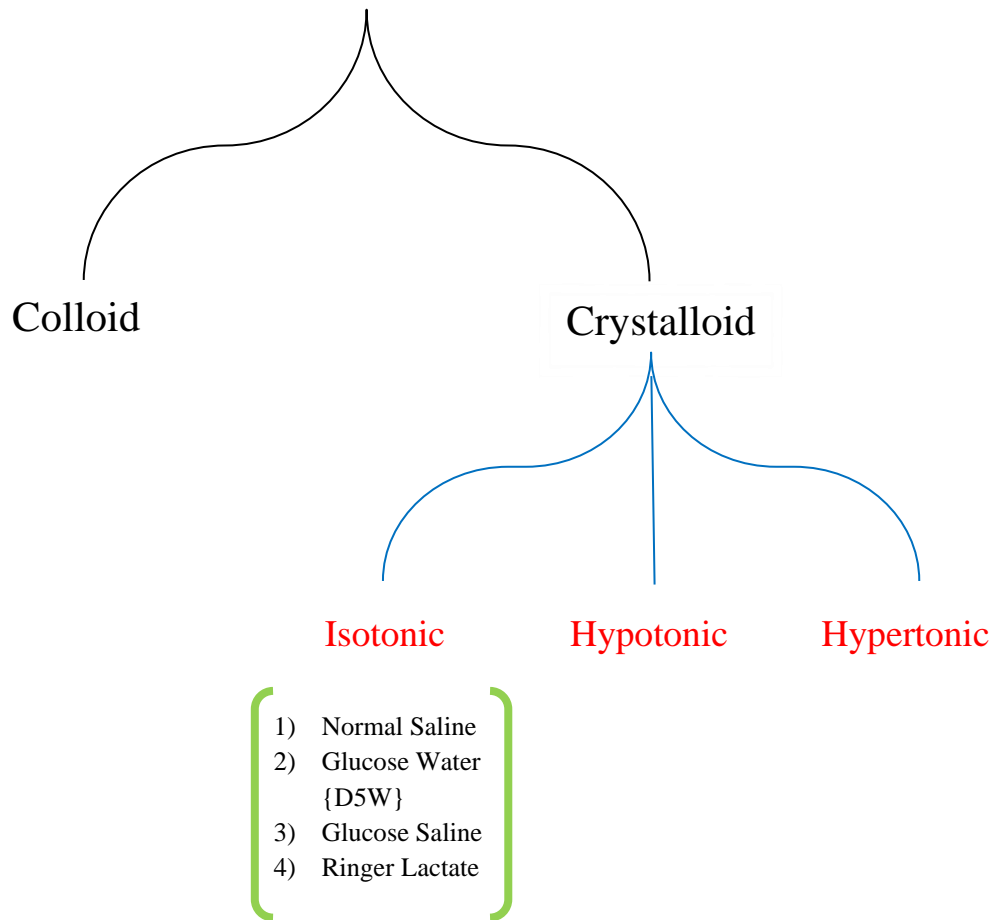 Colloid
Crystalloid
Isotonic
Hypotonic
Hypertonic
1) Normal Saline
2) Glucose Water
{D5W}
3) Glucose Saline
4) Ringer Lactate